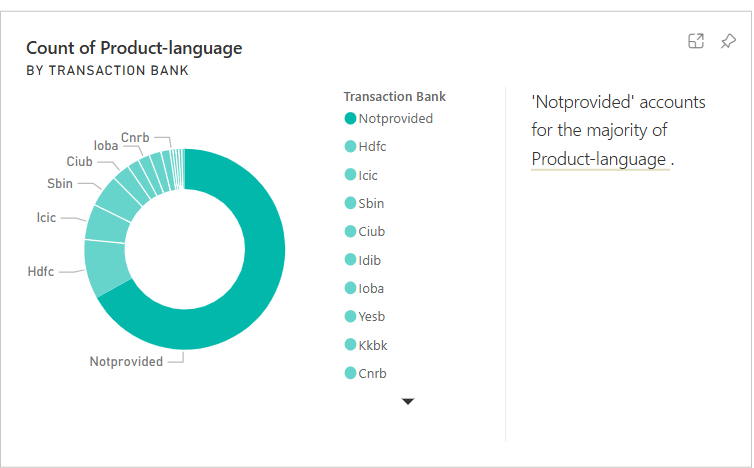 Count of Product-language
BY TRANSACTION BANK
Cnrb
Ioba
Ciub
Sbin
Icic
Hdfc
Notprovided
Transaction Bank
Notprovided
Hdfc
Icic
Sbin
Ciub
Idib
Ioba
Yesb
Kkbk
Cnrb
'Notprovided' accounts
for the majority of
Product-language .